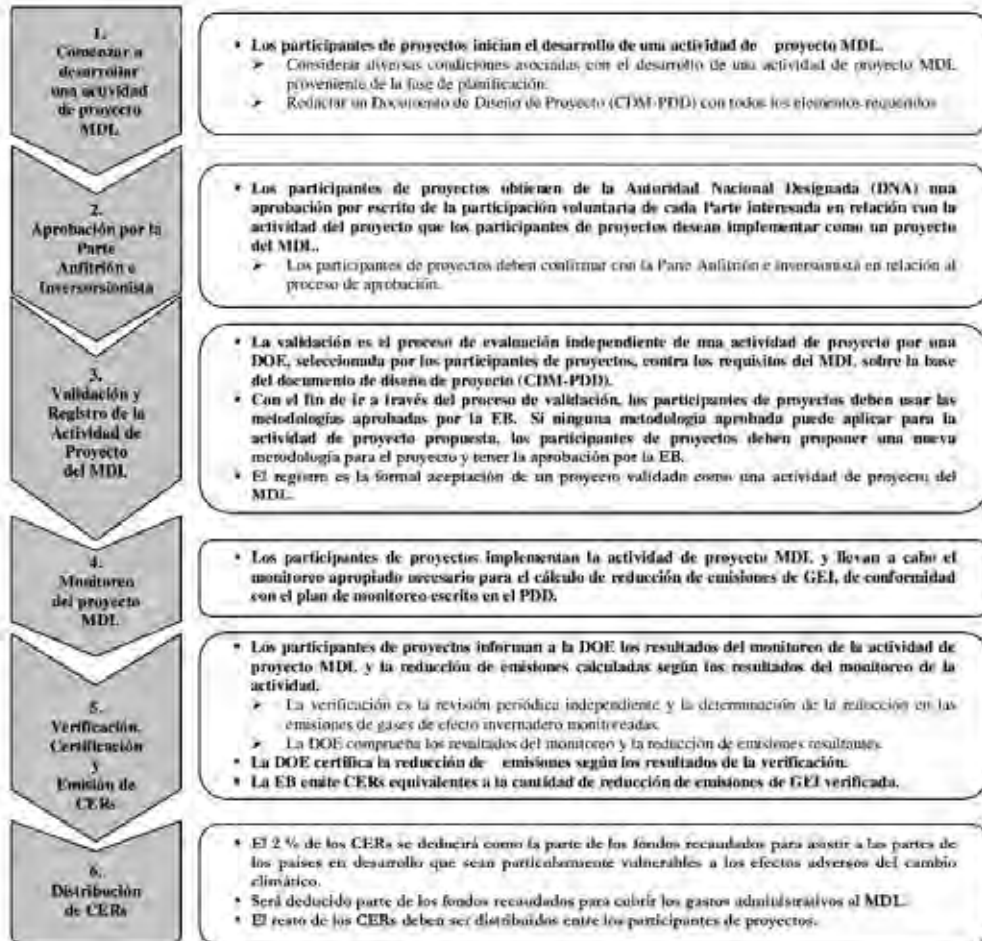 1.
Comenzar a
desarrollar
una actividad
de proyecto
MDL
• Los participantes de proyectos inician el desarrollo de una actividad de proyecto MDL.
➤ Considerar diversas condiciones asociadas con el desarrollo de una actividad de proyecto MDL
proveniente de la fase de planificación.
➤ Redactar un Documento de Diseño de Proyecto (CDM-PDD) con todos los elementos requeridos
2.
Aprobación por la
Parte
Anfitrión e
Inversorsionista
• Los participantes de proyectos obtienen de la Autoridad Nacional Designada (DNA) una
aprobación por escrito de la participación voluntaria de cada Parte interesada en relación con la
actividad del proyecto que los participantes de proyectos desean implementar como un proyecto
del MDL.
➤ Los participantes de proyectos deben confirmar con la Parte Anfitrión e inversionista en relación al
proceso de aprobación.
3.
Validación y
Registro de la
Actividad de
Proyecto
del MDL
• La validación es el proceso de evaluación independiente de una actividad de proyecto por una
DOE, seleccionada por los participantes de proyectos, contra los requisitos del MDL sobre la base
del documento de diseño de proyecto (CDM-PDD).
• Con el fin de ir a través del proceso de validación, los participantes de proyectos deben usar las
metodologías aprobadas por la EB. Si ninguna metodología aprobada puede aplicar para la
actividad de proyecto propuesta, los participantes de proyectos deben proponer una nueva
metodología para el proyecto y tener la aprobación por la EB.
• El registro es la formal aceptación de un proyecto validado como una actividad de proyecto del
MDL.
4.
Monitoreo
del proyecto
MDL
• Los participantes de proyectos implementan la actividad de proyecto MDL y llevan a cabo el
monitoreo apropiado necesario para el cálculo de reducción de emisiones de GEI, de conformidad
con el plan de monitoreo escrito en el PDD.
5.
Verificación,
Certificación
y
Emisión de
CERs
• Los participantes de proyectos informan a la DOE los resultados del monitoreo de la actividad de
proyecto MDL y la reducción de emisiones calculadas según los resultados del monitoreo de la
actividad.
➤ La verificación es la revisión periódica independiente y la determinación de la reducción en las
emisiones de gases de efecto invernadero monitoreadas.
➤ La DOE comprueba los resultados del monitoreo y la reducción de emisiones resultantes.
• La DOE certifica la reducción de emisiones según los resultados de la verificación.
• La EB emite CERs equivalentes a la cantidad de reducción de emisiones de GEI verificada.
6.
Distribución
de CERs
• El 2 % de los CERs se deducirá como la parte de los fondos recaudados para asistir a las partes de
los países en desarrollo que sean particularmente vulnerables a los efectos adversos del cambio
climático.
• Será deducido parte de los fondos recaudados para cubrir los gastos administrativos al MDL.
• El resto de los CERs deben ser distribuidos entre los participantes de proyectos.